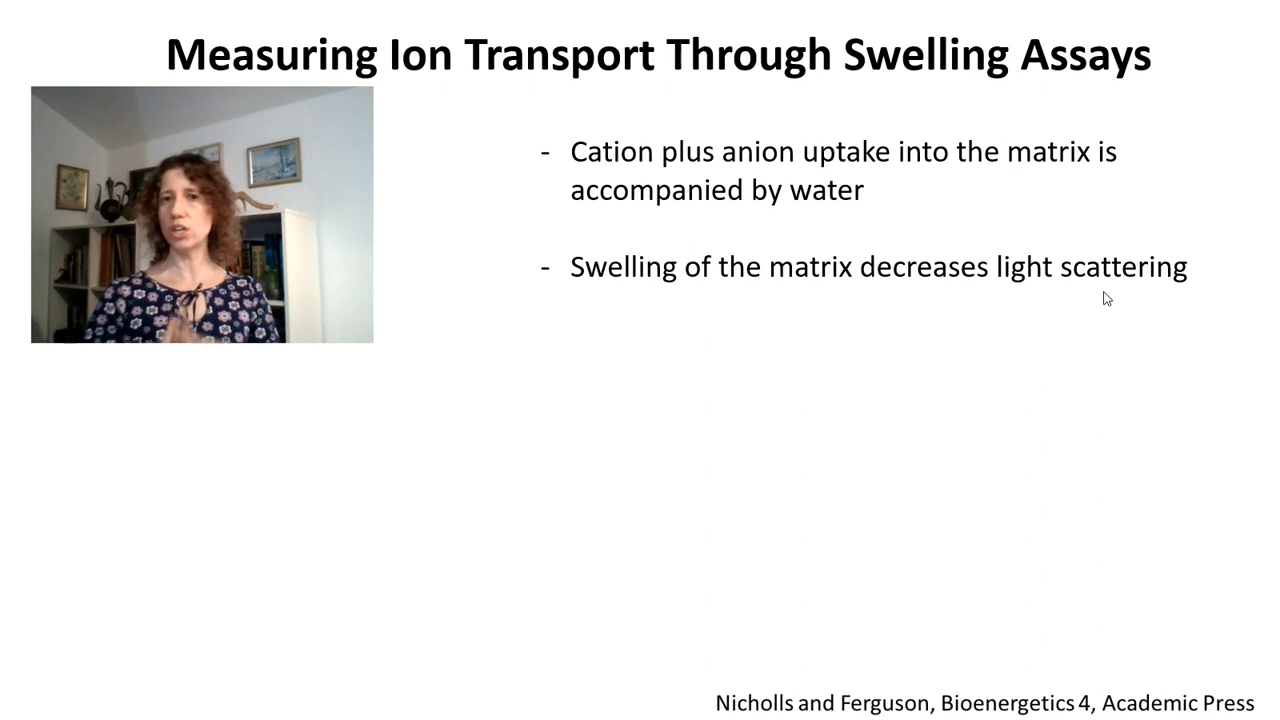 Measuring Ion Transport Through Swelling Assays
- Cation plus anion uptake into the matrix is
accompanied by water
- Swelling of the matrix decreases light scattering
Nicholls and Ferguson, Bioenergetics 4, Academic Press